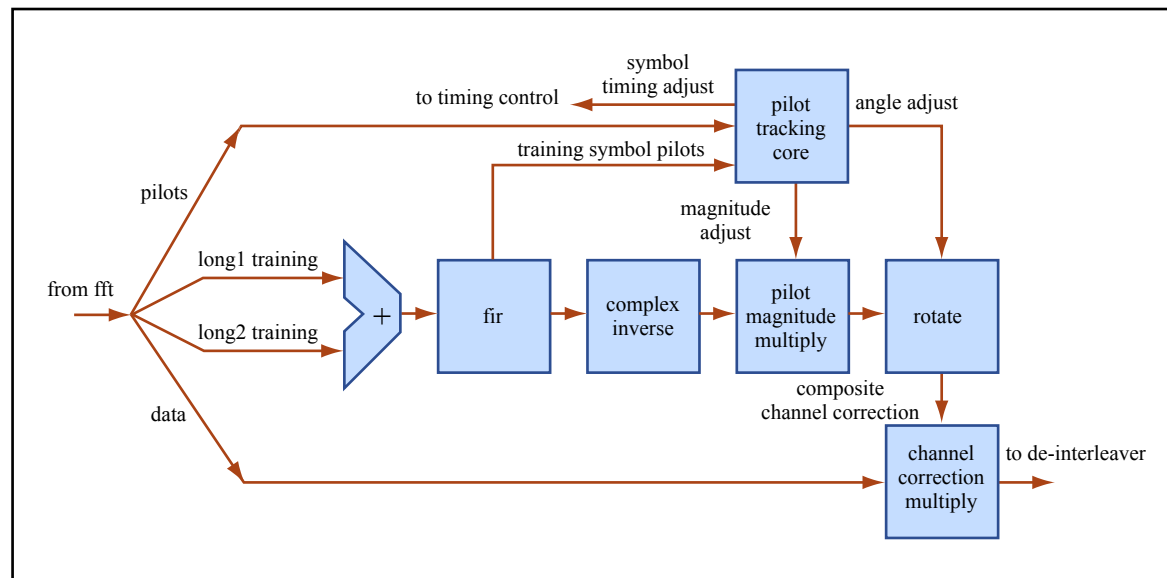 symbol
timing adjust
to timing control
pilot
tracking
core
angle adjust
training symbol pilots
pilots
magnitude
adjust
long1 training
from fft
long2 training
+
fir
complex
inverse
pilot
magnitude
multiply
rotate
composite
channel correction
data
channel
correction
multiply
to de-interleaver